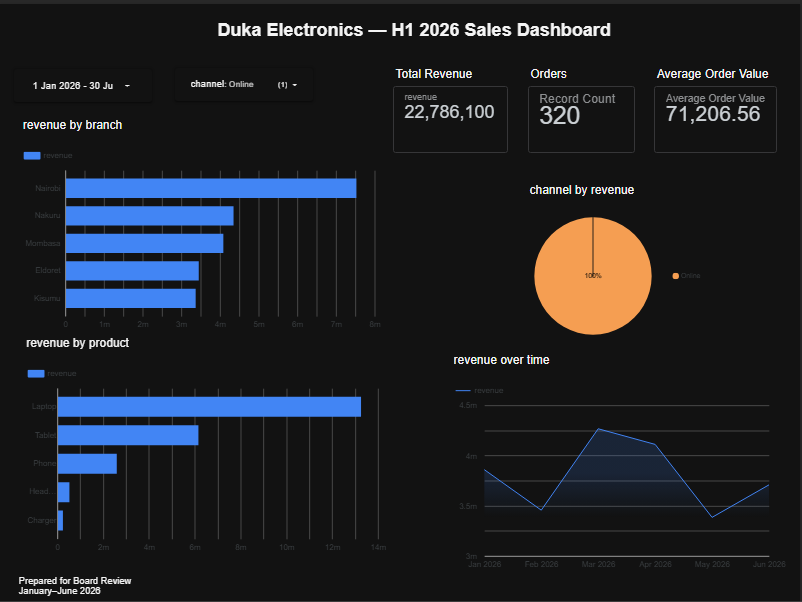 Duka Electronics — H1 2026 Sales Dashboard
1 Jan 2026 - 30 Ju
channel: Online (1)
Total Revenue
revenue
22,786,100
Orders
Record Count
320
Average Order Value
Average Order Value
71,206.56
revenue by branch
revenue
Nairobi
Nakuru
Mombasa
Eldoret
Kisumu
0 1m 2m 3m 4m 5m 6m 7m 8m
channel by revenue
100%
Online
revenue by product
revenue
Laptop
Tablet
Phone
Head...
Charger
0 2m 4m 6m 8m 10m 12m 14m
revenue over time
revenue
4.5m
4m
3.5m
3m
Jan 2026 Feb 2026 Mar 2026 Apr 2026 May 2026 Jun 2026
Prepared for Board Review
January–June 2026